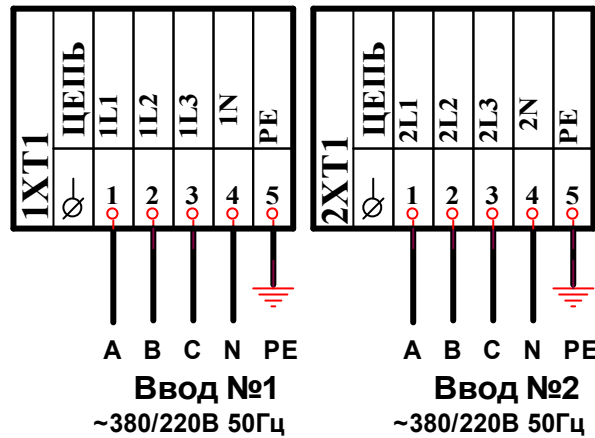 1XT1 ЦЕПЬ 1L1 1L2 1L3 1N PE
1 2 3 4 5
A B C N PE
Ввод №1
~380/220В 50Гц
2XT1 ЦЕПЬ 2L1 2L2 2L3 2N PE
1 2 3 4 5
A B C N PE
Ввод №2
~380/220В 50Гц